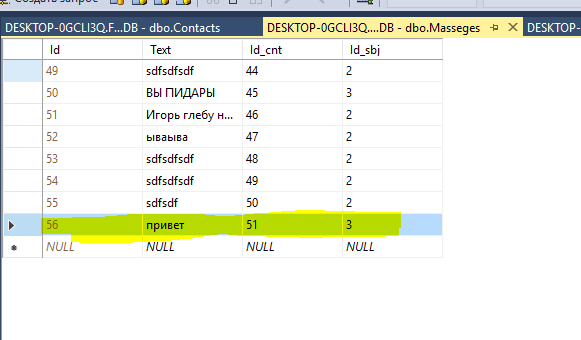 Создать запрос
DESKTOP-0GCLI3Q.F...DB - dbo.Contacts DESKTOP-0GCLI3Q....DB - dbo.Masseges DESKTOP-0GCLI3Q
Id Text Id_cnt Id_sbj
49 sdfsdfsdf 44 2
50 ВЫ ПИДАРЫ 45 3
51 Игорь глебу н... 46 2
52 ываыва 47 2
53 sdfsdfsdf 48 2
54 sdfsdfsdf 49 2
55 sdfsdf 50 2
56 привет 51 3
NULL NULL NULL NULL